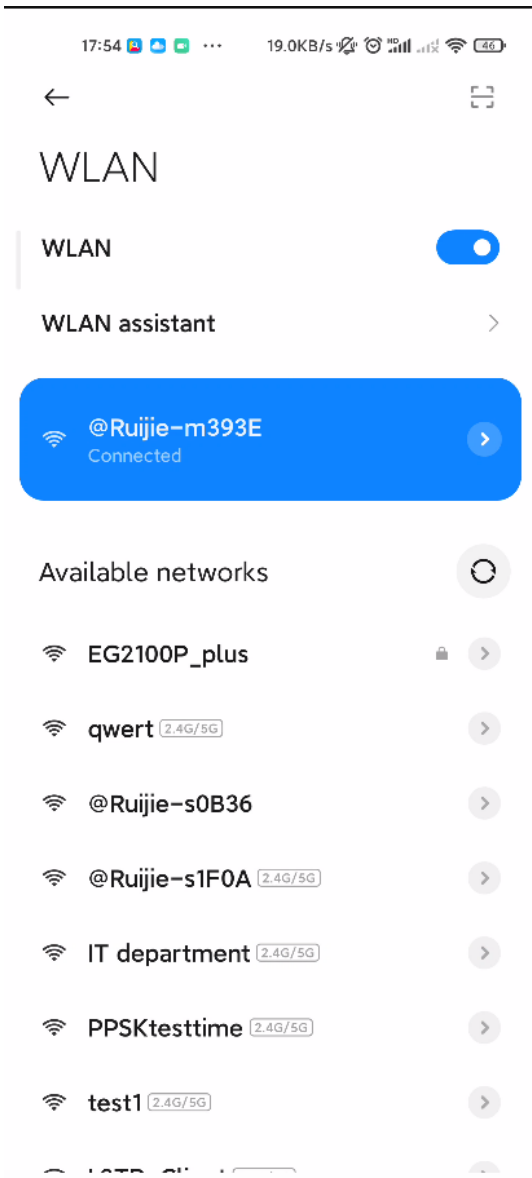 17:54 ··· 19.0KB/s HD 46
WLAN
WLAN
WLAN assistant
@Ruijie-m393E
Connected
Available networks
EG2100P_plus
qwert 2.4G/5G
@Ruijie-s0B36
@Ruijie-s1F0A 2.4G/5G
IT department 2.4G/5G
PPSKtesttime 2.4G/5G
test1 2.4G/5G